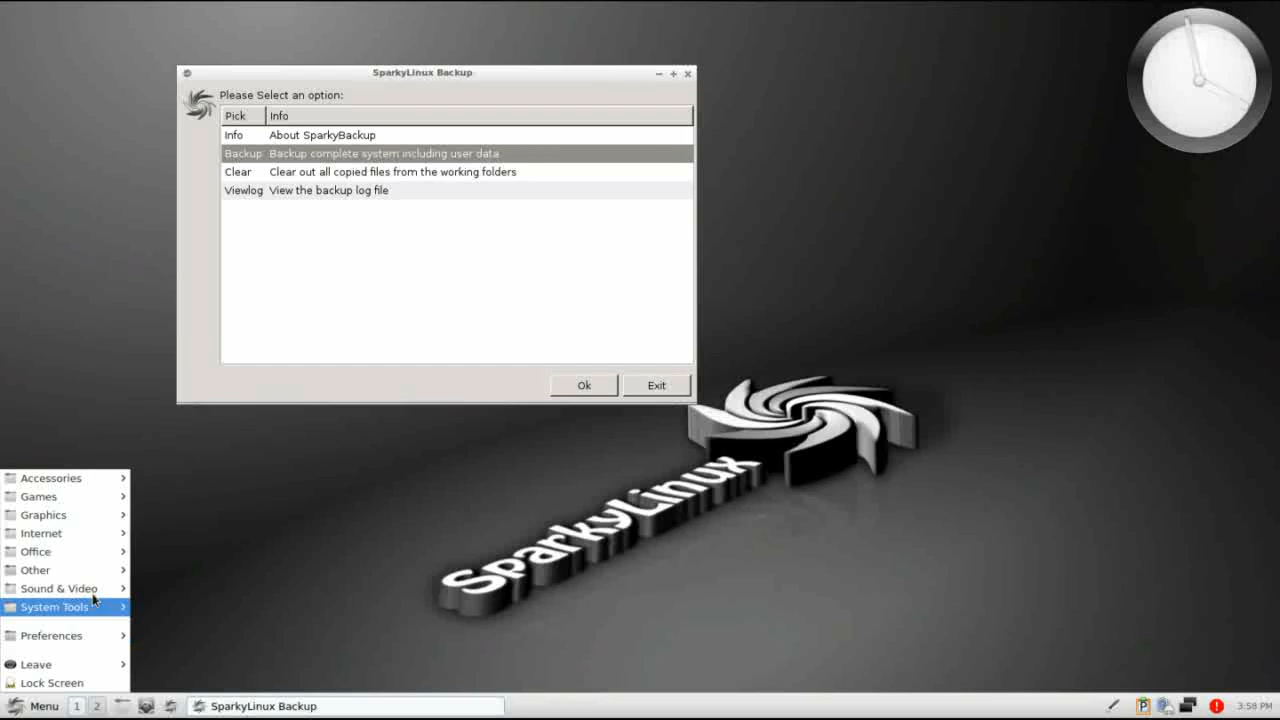 SparkyLinux Backup
Please Select an option:
Pick Info
Info About SparkyBackup
Backup Backup complete system including user data
Clear Clear out all copied files from the working folders
Viewlog View the backup log file
Ok Exit
SparkyLinux
Accessories
Games
Graphics
Internet
Office
Other
Sound & Video
System Tools
Preferences
Leave
Lock Screen
Menu 1 2 SparkyLinux Backup P 3:58 PM